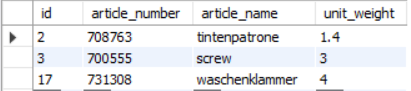 id article_number article_name unit_weight
2 708763 tintenpatrone 1.4
3 700555 screw 3
17 731308 waschenklammer 4